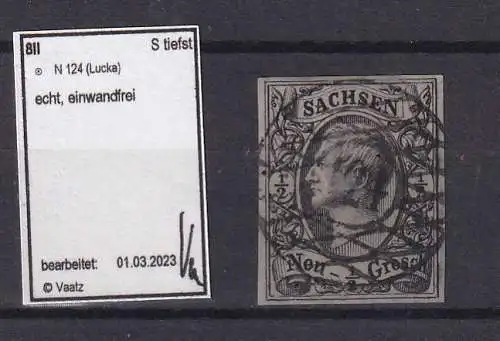 8II S tiefst
⊙ N 124 (Lucka)
echt, einwandfrei
bearbeitet: 01.03.2023
© Vaatz
SACHSEN
½ ½
Neu - ½ Grosch